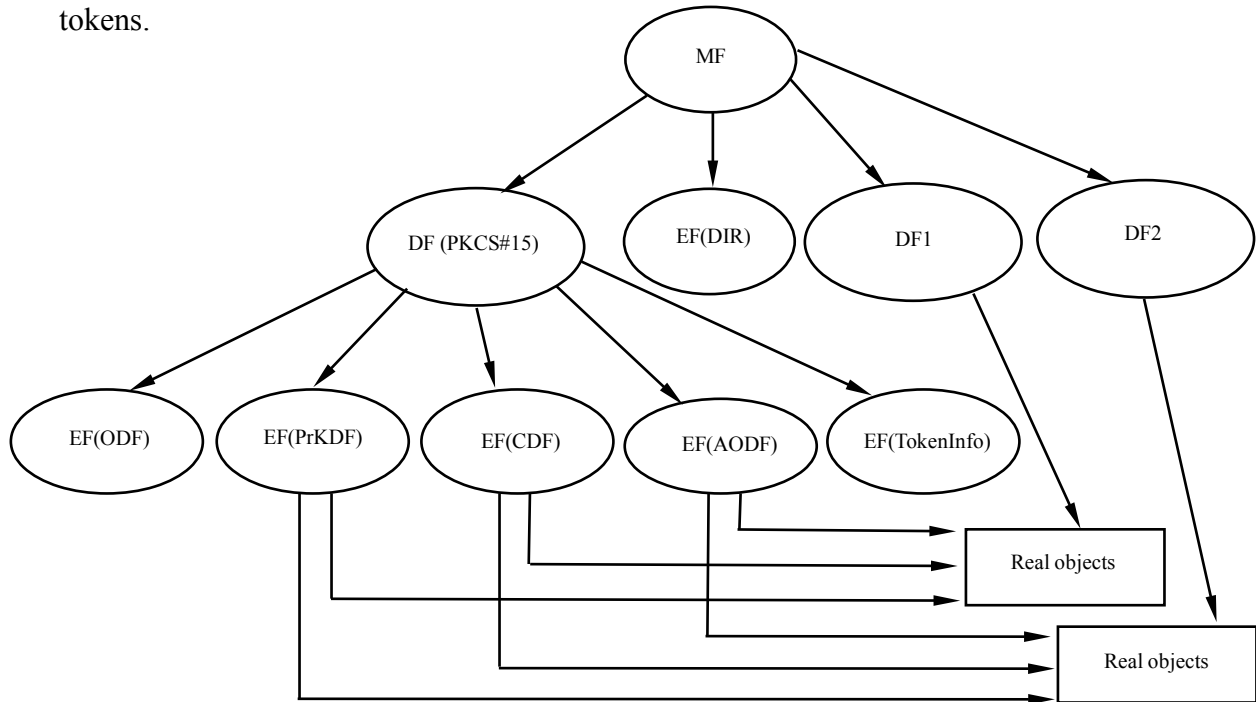 tokens.
MF
DF (PKCS#15)
EF(DIR)
DF1
DF2
EF(ODF)
EF(PrKDF)
EF(CDF)
EF(AODF)
EF(TokenInfo)
Real objects
Real objects